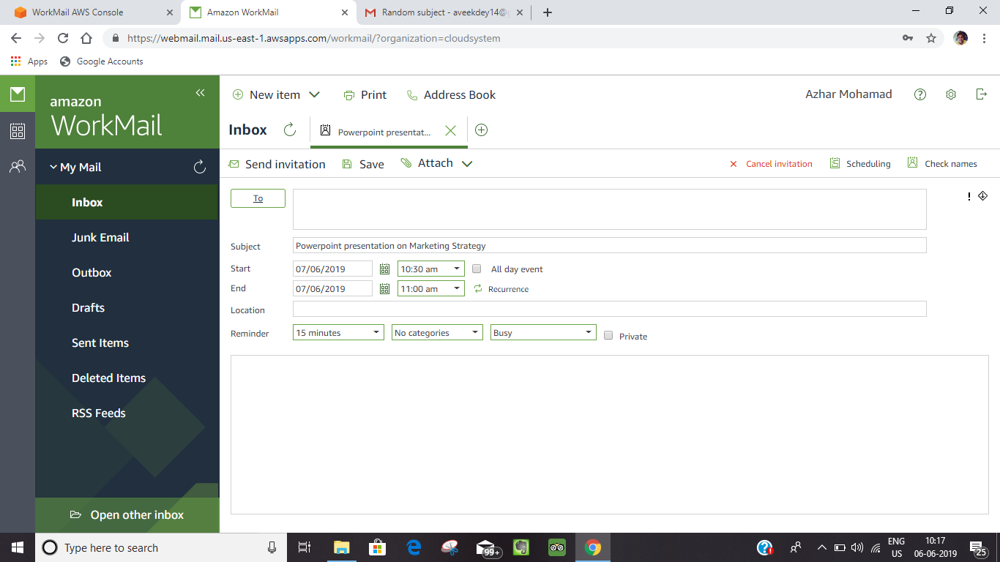 WorkMail AWS Console
Amazon WorkMail
Random subject - aveekdey14@
https://webmail.mail.us-east-1.awsapps.com/workmail/?organization=cloudsystem
Apps
Google Accounts
amazon
WorkMail
New item
Print
Address Book
Azhar Mohamad
Inbox
Powerpoint presentat...
My Mail
Send invitation
Save
Attach
Cancel invitation
Scheduling
Check names
Inbox
Junk Email
Outbox
Drafts
Sent Items
Deleted Items
RSS Feeds
Open other inbox
To
Subject
Powerpoint presentation on Marketing Strategy
Start
07/06/2019
10:30 am
All day event
End
07/06/2019
11:00 am
Recurrence
Location
Reminder
15 minutes
No categories
Busy
Private
Type here to search
99+
ENG
US
10:17
06-06-2019
25